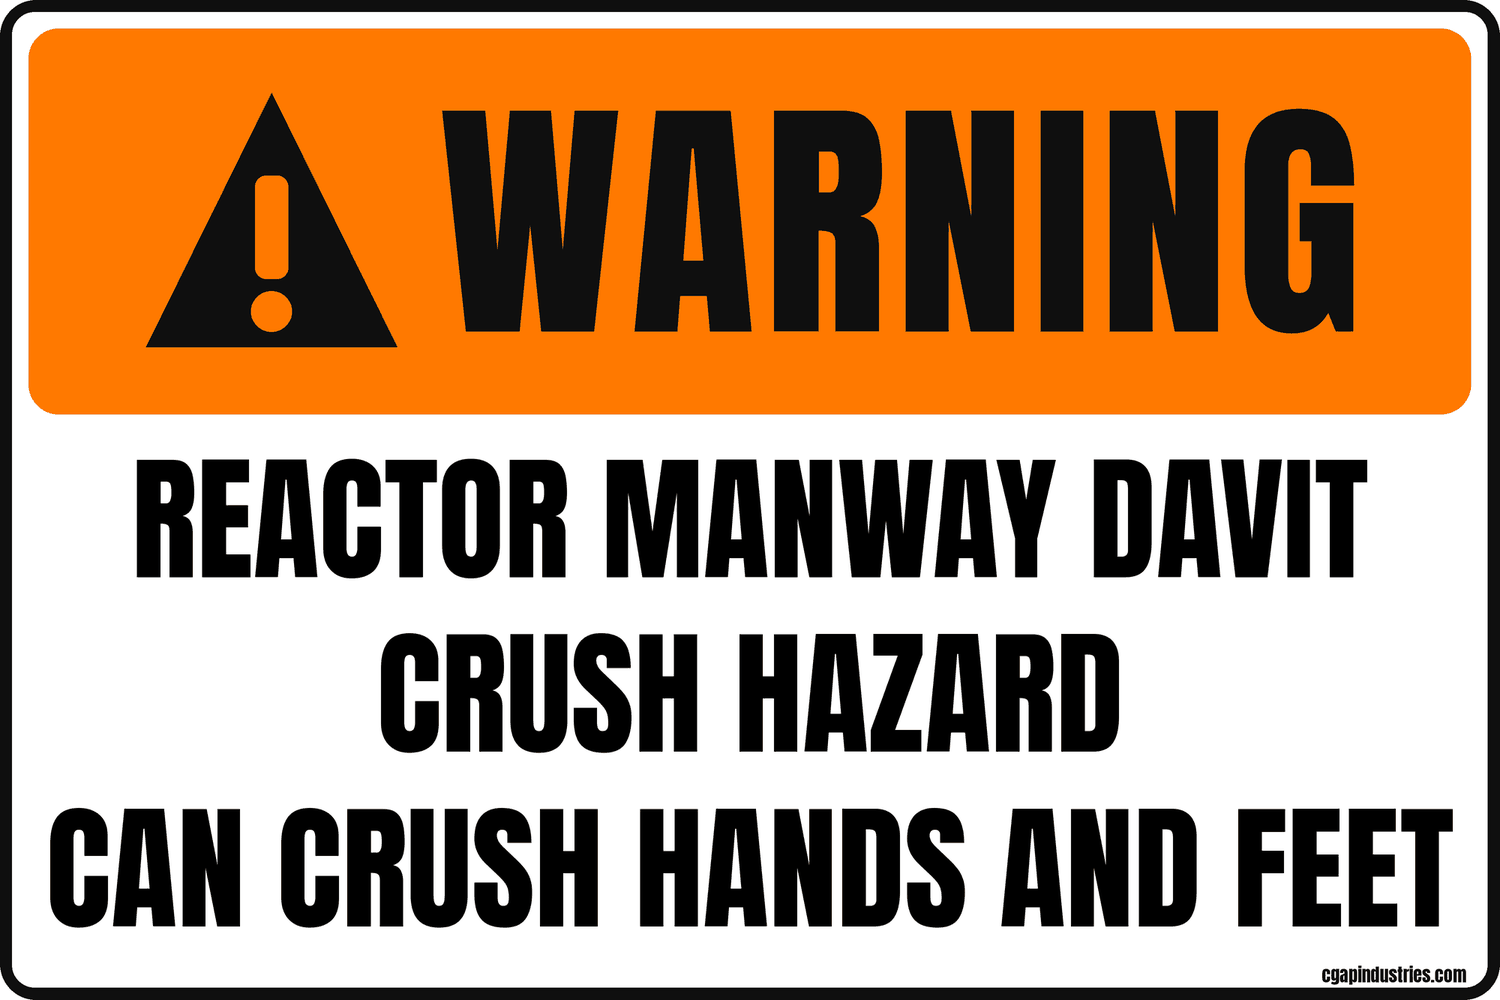 WARNING
REACTOR MANWAY DAVIT
CRUSH HAZARD
CAN CRUSH HANDS AND FEET
cgapindustries.com